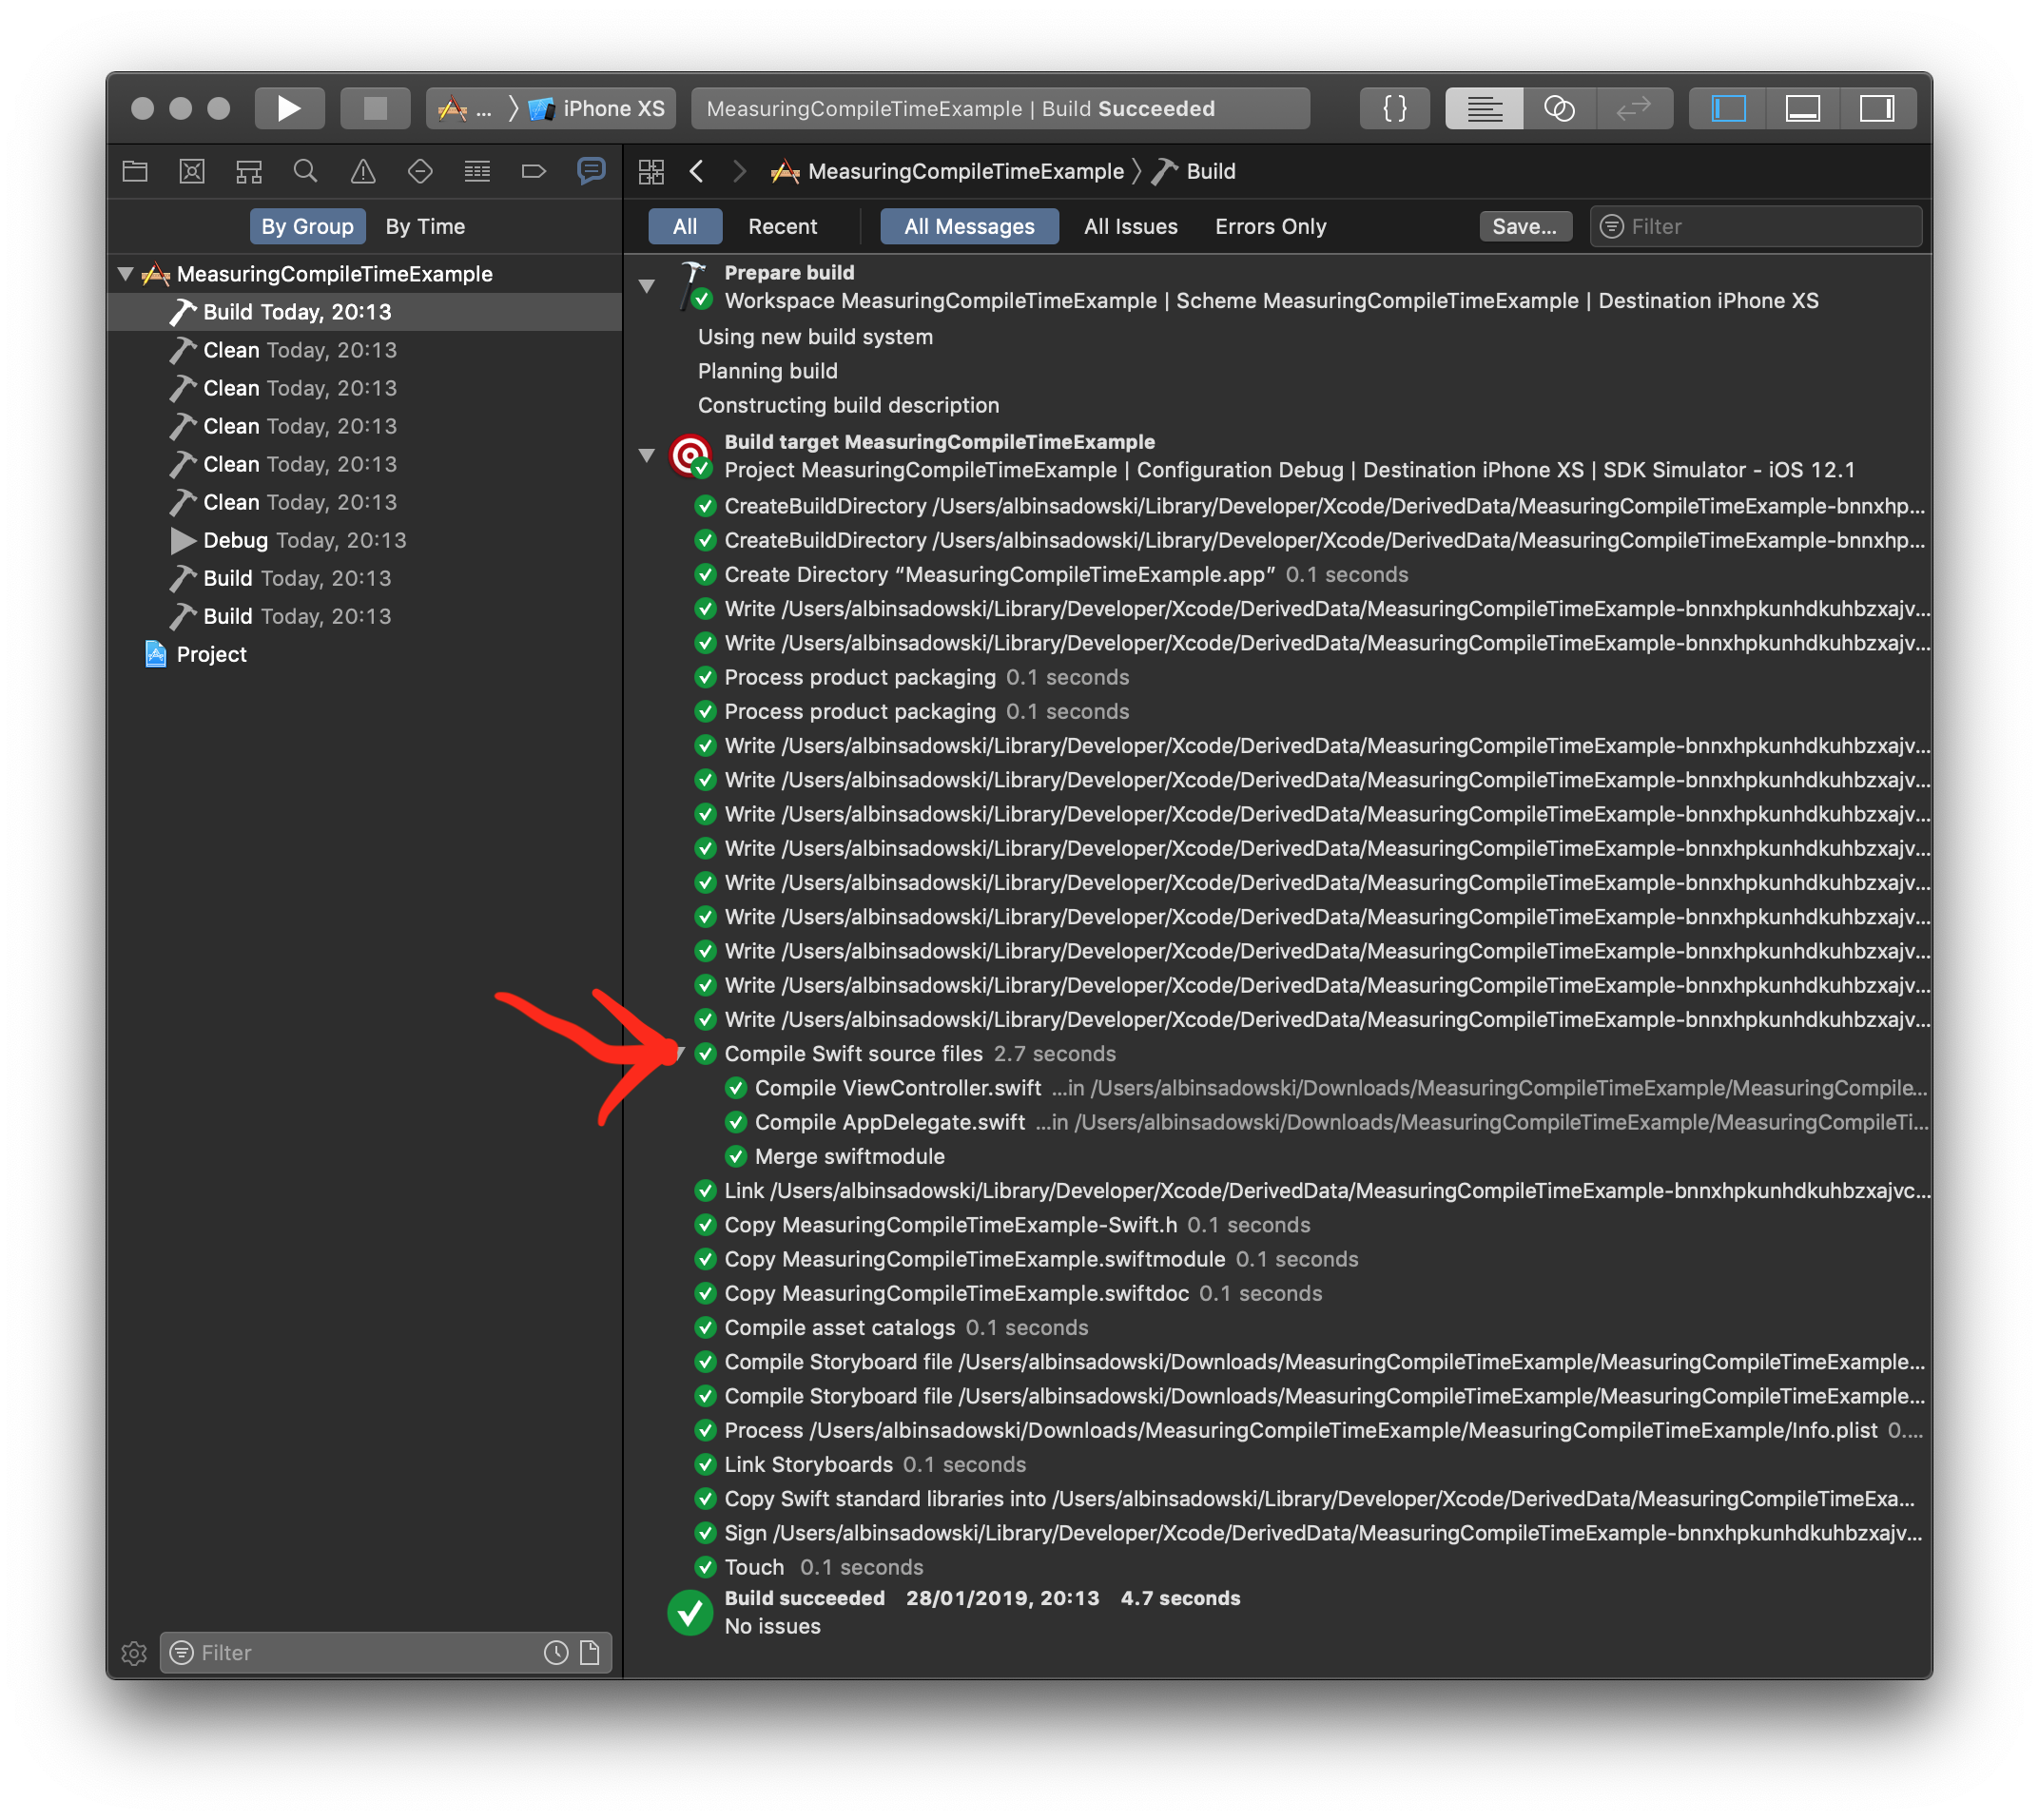 ... iPhone XS
MeasuringCompileTimeExample | Build Succeeded
{ }
MeasuringCompileTimeExample Build
By Group By Time
All Recent All Messages All Issues Errors Only Save... Filter
MeasuringCompileTimeExample
Build Today, 20:13
Clean Today, 20:13
Clean Today, 20:13
Clean Today, 20:13
Clean Today, 20:13
Clean Today, 20:13
Debug Today, 20:13
Build Today, 20:13
Build Today, 20:13
Project
Filter
Prepare build
Workspace MeasuringCompileTimeExample | Scheme MeasuringCompileTimeExample | Destination iPhone XS
Using new build system
Planning build
Constructing build description
Build target MeasuringCompileTimeExample
Project MeasuringCompileTimeExample | Configuration Debug | Destination iPhone XS | SDK Simulator - iOS 12.1
CreateBuildDirectory /Users/albinsadowski/Library/Developer/Xcode/DerivedData/MeasuringCompileTimeExample-bnnxhp...
CreateBuildDirectory /Users/albinsadowski/Library/Developer/Xcode/DerivedData/MeasuringCompileTimeExample-bnnxhp...
Create Directory “MeasuringCompileTimeExample.app” 0.1 seconds
Write /Users/albinsadowski/Library/Developer/Xcode/DerivedData/MeasuringCompileTimeExample-bnnxhpkunhdkuhbzxajv...
Write /Users/albinsadowski/Library/Developer/Xcode/DerivedData/MeasuringCompileTimeExample-bnnxhpkunhdkuhbzxajv...
Process product packaging 0.1 seconds
Process product packaging 0.1 seconds
Write /Users/albinsadowski/Library/Developer/Xcode/DerivedData/MeasuringCompileTimeExample-bnnxhpkunhdkuhbzxajv...
Write /Users/albinsadowski/Library/Developer/Xcode/DerivedData/MeasuringCompileTimeExample-bnnxhpkunhdkuhbzxajv...
Write /Users/albinsadowski/Library/Developer/Xcode/DerivedData/MeasuringCompileTimeExample-bnnxhpkunhdkuhbzxajv...
Write /Users/albinsadowski/Library/Developer/Xcode/DerivedData/MeasuringCompileTimeExample-bnnxhpkunhdkuhbzxajv...
Write /Users/albinsadowski/Library/Developer/Xcode/DerivedData/MeasuringCompileTimeExample-bnnxhpkunhdkuhbzxajv...
Write /Users/albinsadowski/Library/Developer/Xcode/DerivedData/MeasuringCompileTimeExample-bnnxhpkunhdkuhbzxajv...
Write /Users/albinsadowski/Library/Developer/Xcode/DerivedData/MeasuringCompileTimeExample-bnnxhpkunhdkuhbzxajv...
Write /Users/albinsadowski/Library/Developer/Xcode/DerivedData/MeasuringCompileTimeExample-bnnxhpkunhdkuhbzxajv...
Write /Users/albinsadowski/Library/Developer/Xcode/DerivedData/MeasuringCompileTimeExample-bnnxhpkunhdkuhbzxajv...
Compile Swift source files 2.7 seconds
Compile ViewController.swift ...in /Users/albinsadowski/Downloads/MeasuringCompileTimeExample/MeasuringCompile...
Compile AppDelegate.swift ...in /Users/albinsadowski/Downloads/MeasuringCompileTimeExample/MeasuringCompileTi...
Merge swiftmodule
Link /Users/albinsadowski/Library/Developer/Xcode/DerivedData/MeasuringCompileTimeExample-bnnxhpkunhdkuhbzxajvc...
Copy MeasuringCompileTimeExample-Swift.h 0.1 seconds
Copy MeasuringCompileTimeExample.swiftmodule 0.1 seconds
Copy MeasuringCompileTimeExample.swiftdoc 0.1 seconds
Compile asset catalogs 0.1 seconds
Compile Storyboard file /Users/albinsadowski/Downloads/MeasuringCompileTimeExample/MeasuringCompileTimeExample...
Compile Storyboard file /Users/albinsadowski/Downloads/MeasuringCompileTimeExample/MeasuringCompileTimeExample...
Process /Users/albinsadowski/Downloads/MeasuringCompileTimeExample/MeasuringCompileTimeExample/Info.plist 0....
Link Storyboards 0.1 seconds
Copy Swift standard libraries into /Users/albinsadowski/Library/Developer/Xcode/DerivedData/MeasuringCompileTimeExa...
Sign /Users/albinsadowski/Library/Developer/Xcode/DerivedData/MeasuringCompileTimeExample-bnnxhpkunhdkuhbzxajv...
Touch 0.1 seconds
Build succeeded 28/01/2019, 20:13 4.7 seconds
No issues